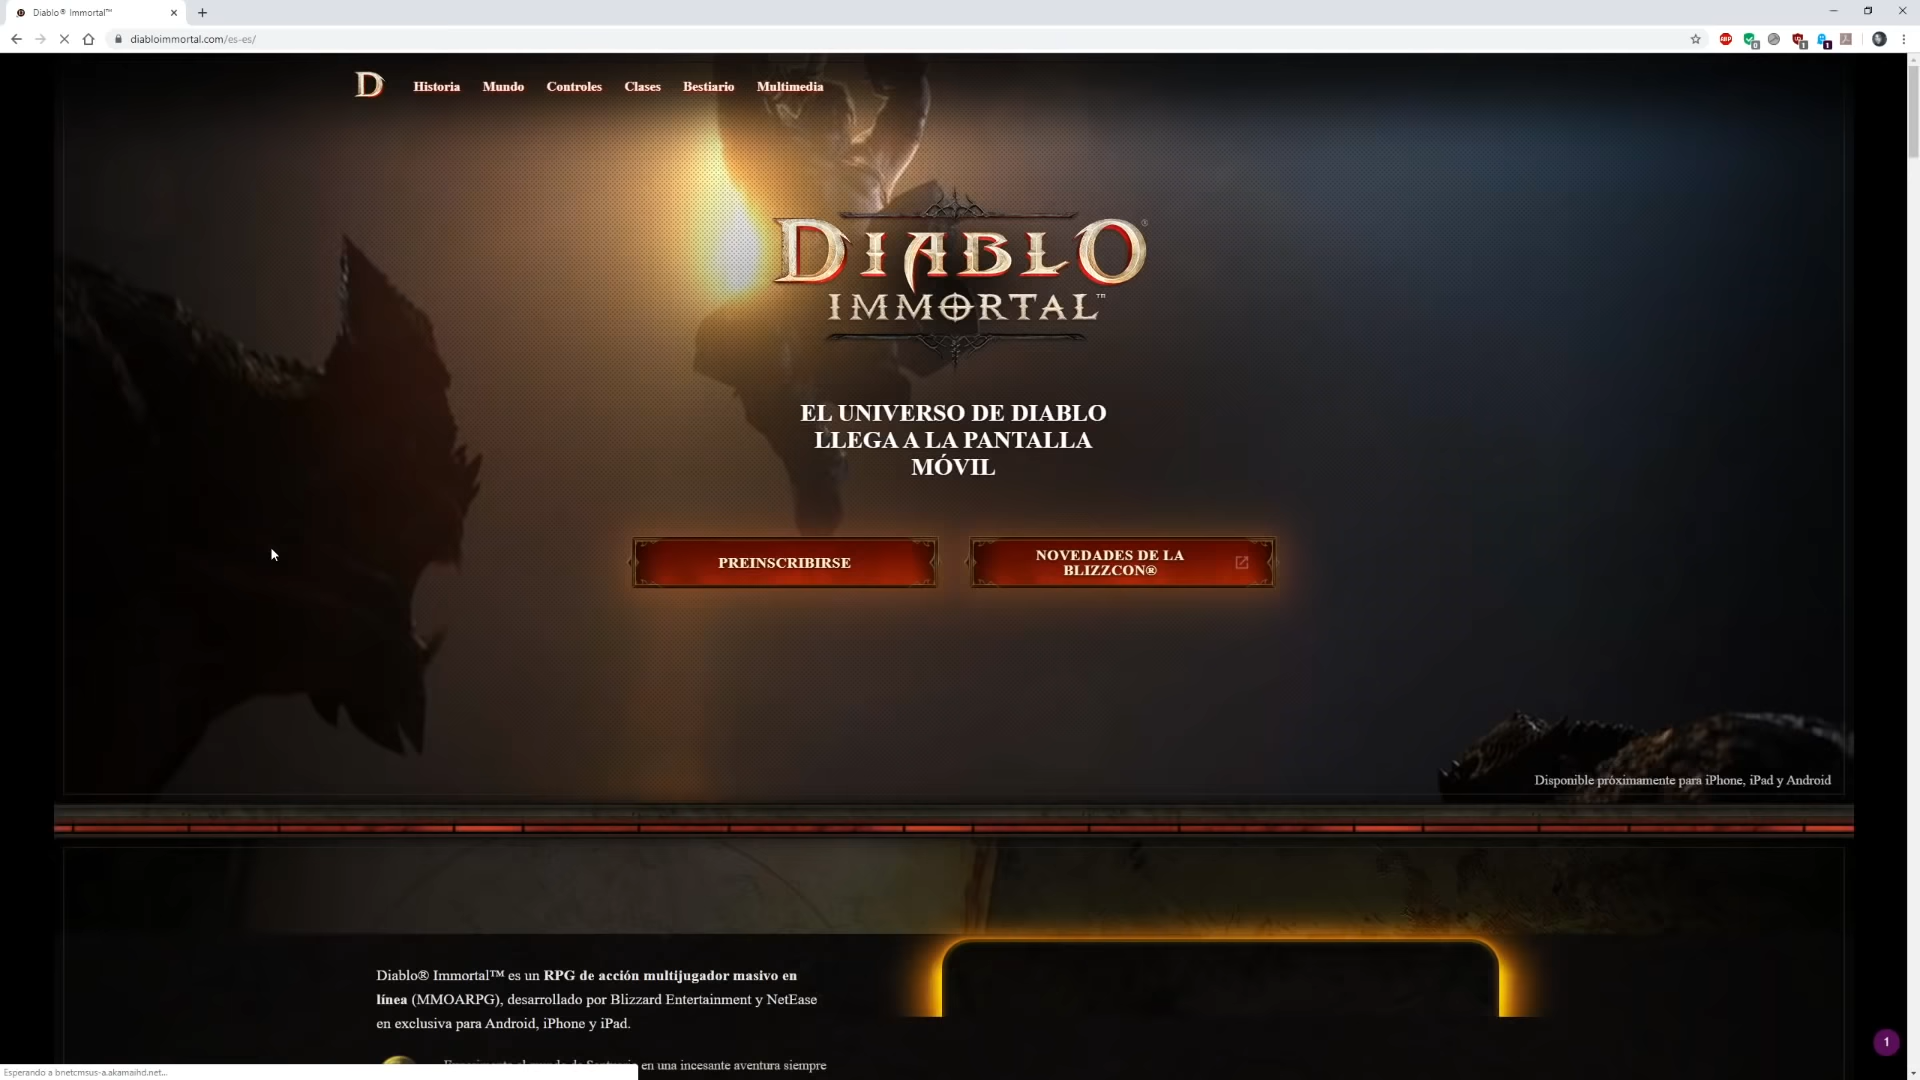 Diablo® Immortal™
diabloimmortal.com/es-es/
D
Historia
Mundo
Controles
Clases
Bestiario
Multimedia
DIABLO®
IMMORTAL™
EL UNIVERSO DE DIABLO
LLEGA A LA PANTALLA
MÓVIL
PREINSCRIBIRSE
NOVEDADES DE LA
BLIZZCON®
Disponible próximamente para iPhone, iPad y Android
Diablo® Immortal™ es un RPG de acción multijugador masivo en
línea (MMOARPG), desarrollado por Blizzard Entertainment y NetEase
en exclusiva para Android, iPhone y iPad.
en una incesante aventura siempre
1
Esperando a bnetcmsus-a.akamaihd.net...